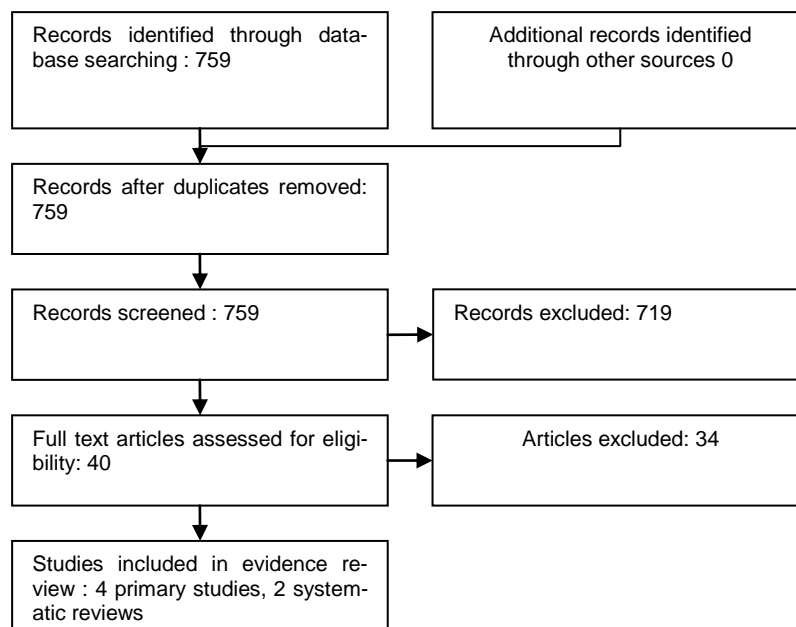 Records identified through data-
base searching : 759
Additional records identified
through other sources 0
Records after duplicates removed:
759
Records screened : 759
Records excluded: 719
Full text articles assessed for eligi-
bility: 40
Articles excluded: 34
Studies included in evidence re-
view : 4 primary studies, 2 system-
atic reviews